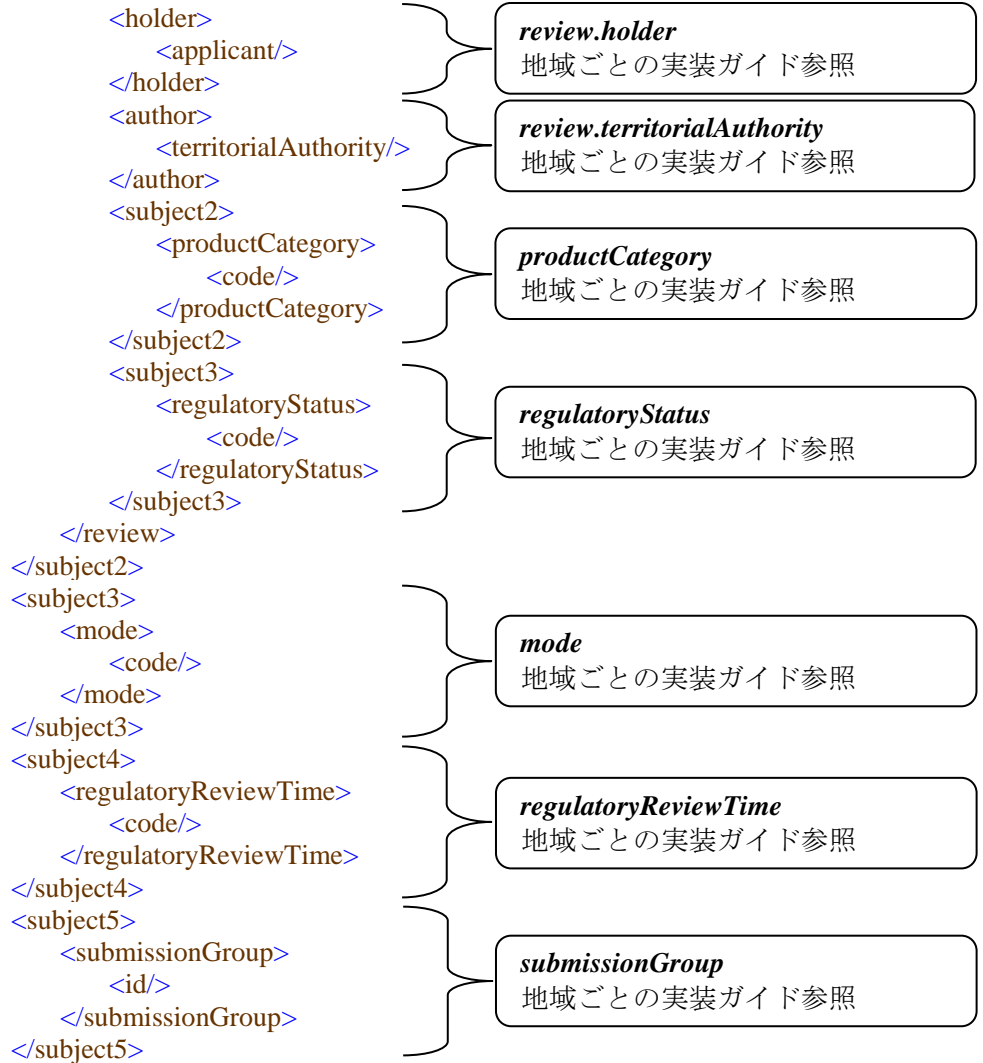 <holder>
<applicant/>
</holder>
review.holder
地域ごとの実装ガイド参照
<author>
<territorialAuthority/>
</author>
review.territorialAuthority
地域ごとの実装ガイド参照
<subject2>
<productCategory>
<code/>
</productCategory>
</subject2>
productCategory
地域ごとの実装ガイド参照
<subject3>
<regulatoryStatus>
<code/>
</regulatoryStatus>
</subject3>
regulatoryStatus
地域ごとの実装ガイド参照
</review>
</subject2>
<subject3>
<mode>
<code/>
</mode>
</subject3>
mode
地域ごとの実装ガイド参照
<subject4>
<regulatoryReviewTime>
<code/>
</regulatoryReviewTime>
</subject4>
regulatoryReviewTime
地域ごとの実装ガイド参照
<subject5>
<submissionGroup>
<id/>
</submissionGroup>
</subject5>
submissionGroup
地域ごとの実装ガイド参照